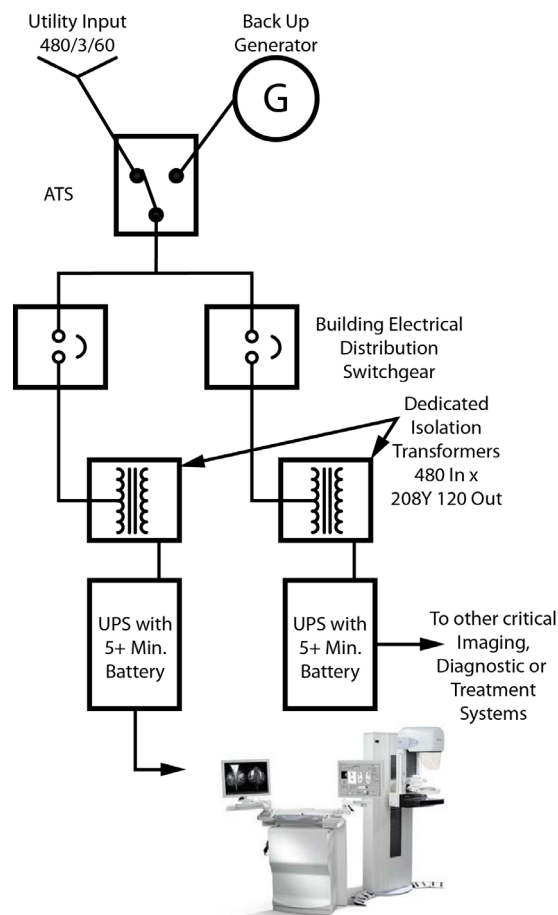 Utility Input
480/3/60
Back Up
Generator
G
ATS
Building Electrical
Distribution
Switchgear
Dedicated
Isolation
Transformers
480 In x
208Y 120 Out
UPS with
5+ Min.
Battery
UPS with
5+ Min.
Battery
To other critical
Imaging,
Diagnostic or
Treatment
Systems